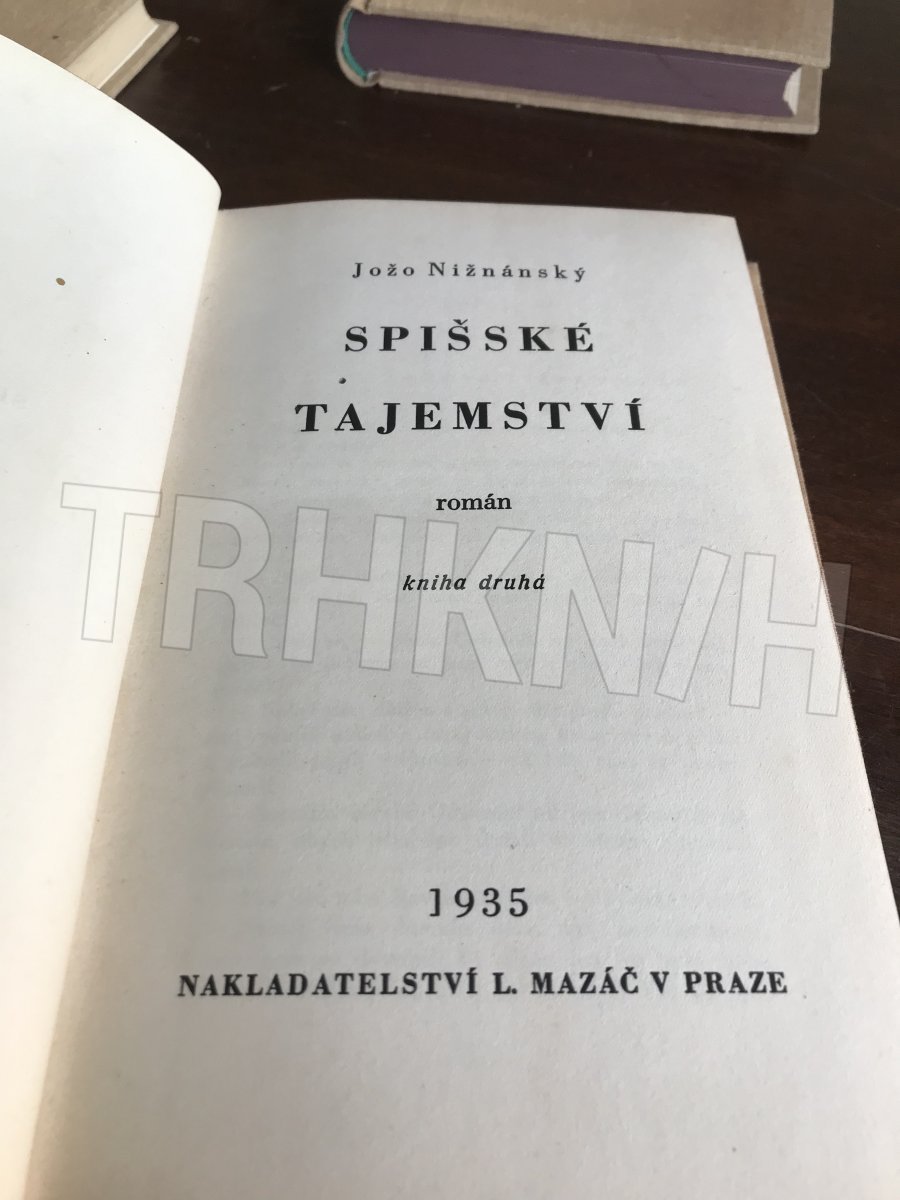 Jožo Nižnánský
SPIŠSKÉ
TAJEMSTVÍ
román
kniha druhá
TRHKNIH
1935
NAKLADATELSTVÍ L. MAZÁČ V PRAZE